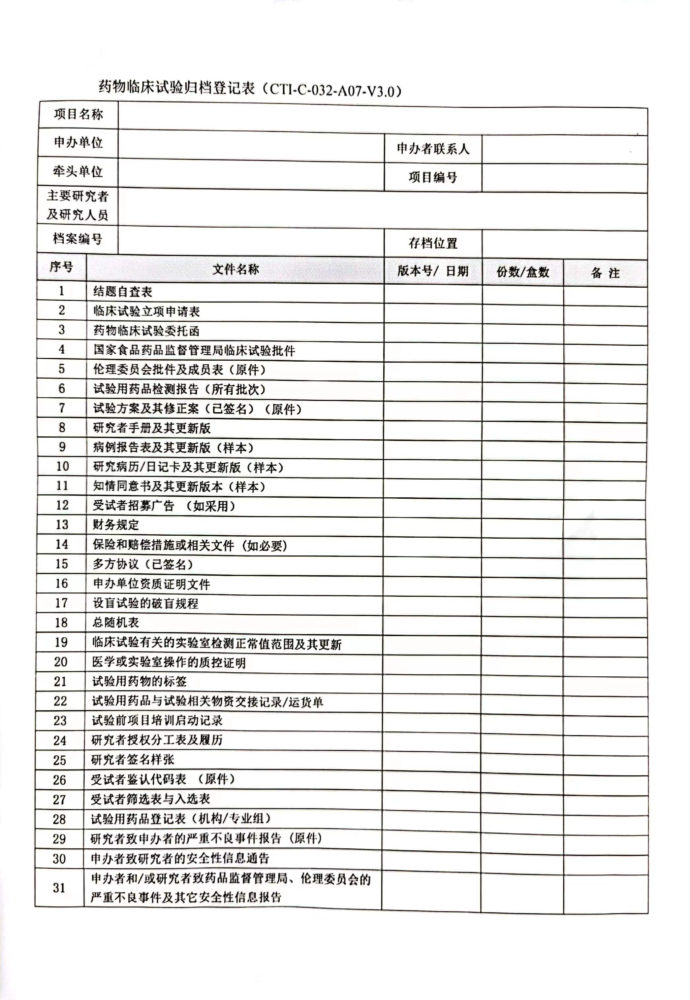 药物临床试验归档登记表（CTI-C-032-A07-V3.0）
项目名称
申办单位 申办者联系人
牵头单位 项目编号
主要研究者
及研究人员
档案编号 存档位置
序号 文件名称 版本号/ 日期 份数/盒数 备 注
1 结题自查表
2 临床试验立项申请表
3 药物临床试验委托函
4 国家食品药品监督管理局临床试验批件
5 伦理委员会批件及成员表（原件）
6 试验用药品检测报告（所有批次）
7 试验方案及其修正案（已签名）（原件）
8 研究者手册及其更新版
9 病例报告表及其更新版（样本）
10 研究病历/日记卡及其更新版（样本）
11 知情同意书及其更新版本（样本）
12 受试者招募广告 （如采用）
13 财务规定
14 保险和赔偿措施或相关文件 (如必要)
15 多方协议（已签名）
16 申办单位资质证明文件
17 设盲试验的破盲规程
18 总随机表
19 临床试验有关的实验室检测正常值范围及其更新
20 医学或实验室操作的质控证明
21 试验用药物的标签
22 试验用药品与试验相关物资交接记录/运货单
23 试验前项目培训启动记录
24 研究者授权分工表及履历
25 研究者签名样张
26 受试者鉴认代码表 （原件）
27 受试者筛选表与入选表
28 试验用药品登记表（机构/专业组）
29 研究者致申办者的严重不良事件报告 (原件)
30 申办者致研究者的安全性信息通告
31 申办者和/或研究者致药品监督管理局、伦理委员会的
严重不良事件及其它安全性信息报告